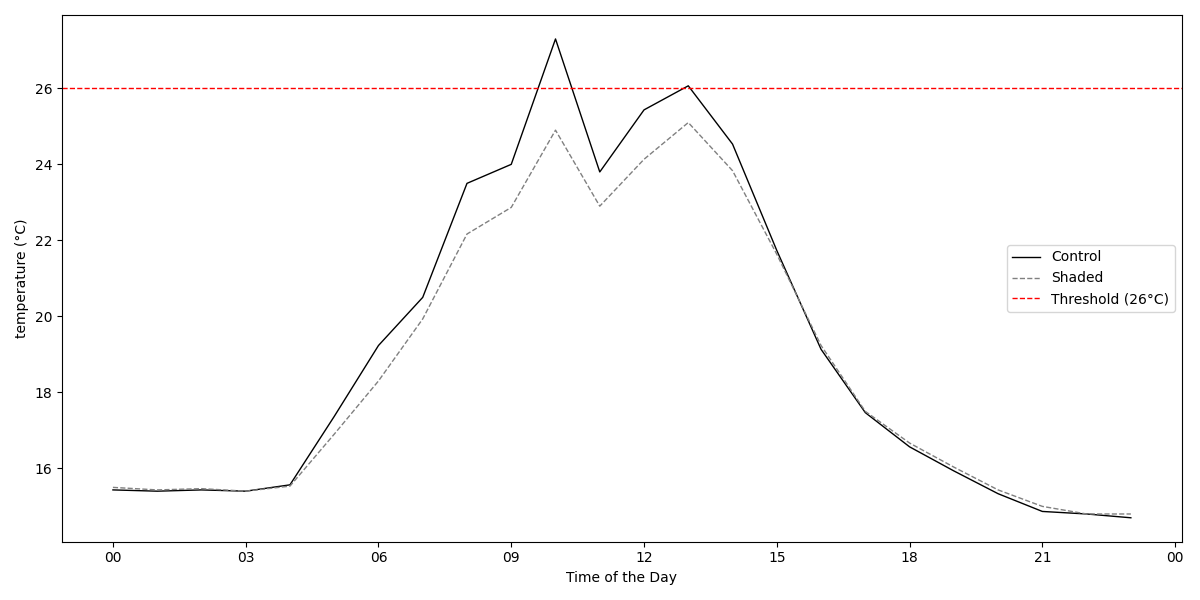 26
24
22
20
18
16
temperature (°C)
Control
Shaded
Threshold (26°C)
00 03 06 09 12 15 18 21 00
Time of the Day